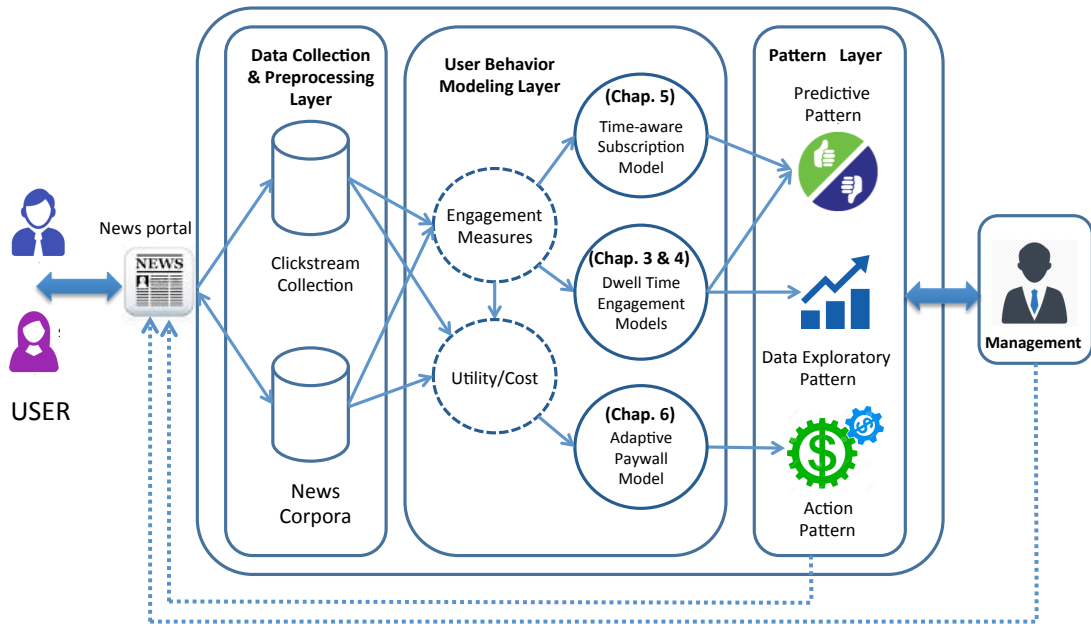 Data Collection
& Preprocessing
Layer
User Behavior
Modeling Layer
Pattern Layer
(Chap. 5)
Time-aware
Subscription
Model
Predictive
Pattern
News portal
NEWS
Engagement
Measures
Clickstream
Collection
(Chap. 3 & 4)
Dwell Time
Engagement
Models
Management
Data Exploratory
Pattern
USER
Utility/Cost
(Chap. 6)
Adaptive
Paywall
Model
$
$
News
Corpora
Action
Pattern